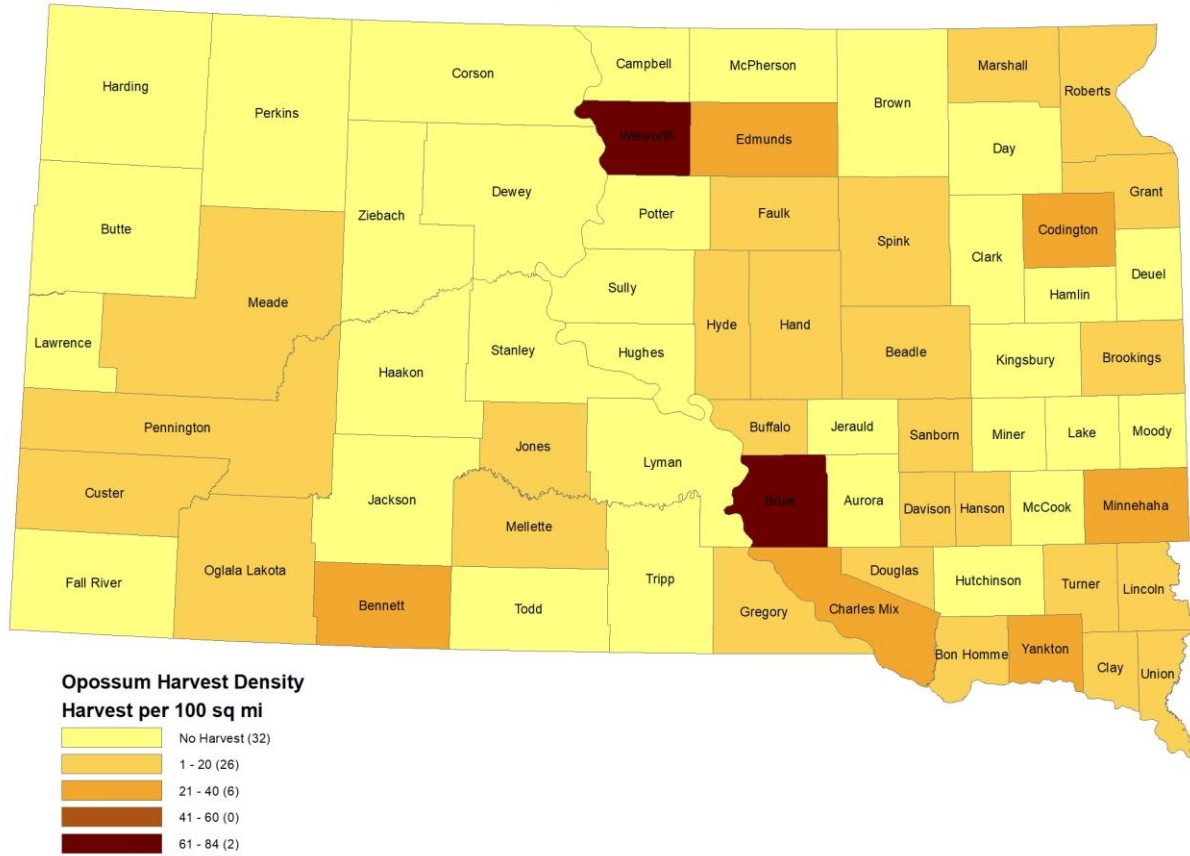 Harding
Perkins
Corson
Campbell
McPherson
Brown
Marshall
Roberts
Walworth
Edmunds
Day
Butte
Ziebach
Dewey
Potter
Faulk
Spink
Clark
Codington
Grant
Deuel
Hamlin
Meade
Sully
Hyde
Hand
Lawrence
Haakon
Stanley
Hughes
Beadle
Kingsbury
Brookings
Pennington
Jones
Lyman
Buffalo
Jerauld
Sanborn
Miner
Lake
Moody
Custer
Jackson
Mellette
Brule
Aurora
Davison
Hanson
McCook
Minnehaha
Fall River
Oglala Lakota
Bennett
Todd
Tripp
Gregory
Charles Mix
Douglas
Hutchinson
Turner
Lincoln
Bon Homme
Yankton
Clay
Union
Opossum Harvest Density
Harvest per 100 sq mi
No Harvest (32)
1 - 20 (26)
21 - 40 (6)
41 - 60 (0)
61 - 84 (2)